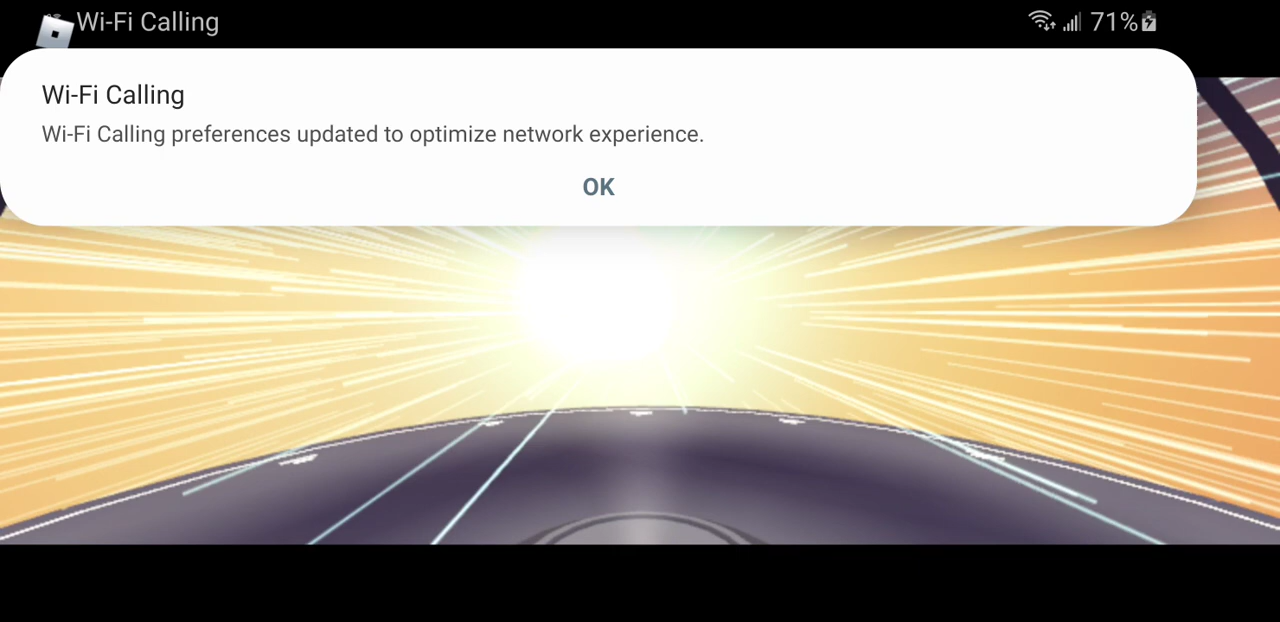 Wi-Fi Calling 71%
Wi-Fi Calling
Wi-Fi Calling preferences updated to optimize network experience.
OK